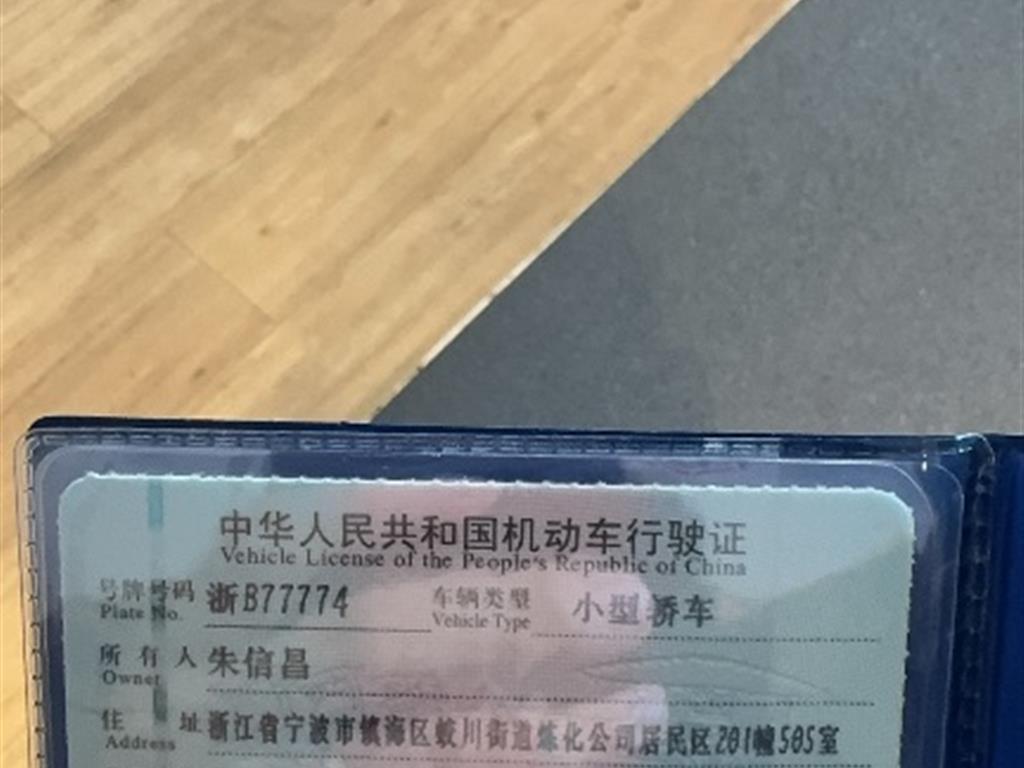 中华人民共和国机动车行驶证
Vehicle License of the People's Republic of China
号牌号码 浙B77774 车辆类型 小型轿车
Plate No. Vehicle Type
所有人 朱信昌
Owner
住址 浙江省宁波市镇海区蛟川街道炼化公司居民区201幢505室
Address